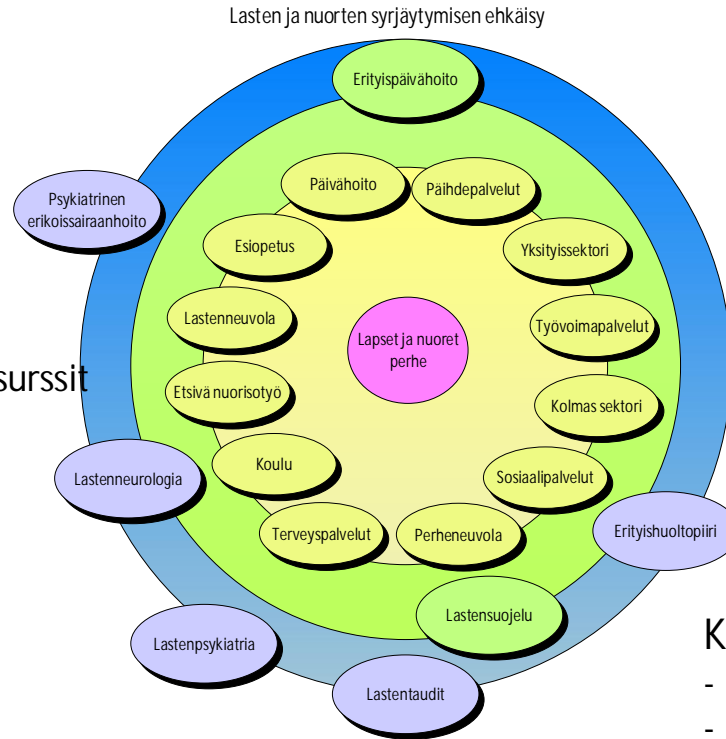 Lasten ja nuorten syrjäytymisen ehkäisy
Erityispäivähoito
Päivähoito
Päihdepalvelut
Psykiatrinen
erikoissairaanhoito
Esiopetus
Yksityissektori
Lastenneuvola
Työvoimapalvelut
Lapset ja nuoret
perhe
surssit
Etsivä nuorisotyö
Kolmas sektori
Koulu
Lastenneurologia
Sosiaalipalvelut
Terveyspalvelut
Perheneuvola
Erityishuoltopiiri
Lastensuojelu
Lastenpsykiatria
K
-
-
Lastentaudit